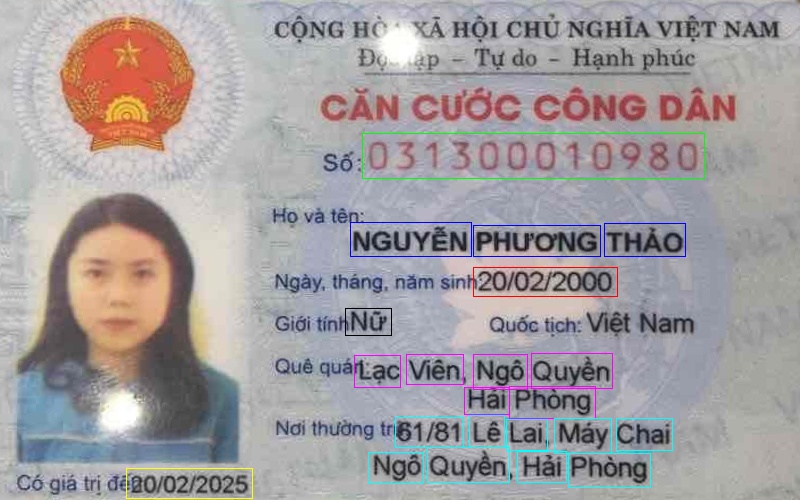 CỘNG HÒA XÃ HỘI CHỦ NGHĨA VIỆT NAM
Độc lập – Tự do – Hạnh phúc
CĂN CƯỚC CÔNG DÂN
Số: 031300010980
Họ và tên:
NGUYỄN PHƯƠNG THẢO
Ngày, tháng, năm sinh: 20/02/2000
Giới tính: Nữ Quốc tịch: Việt Nam
Quê quán: Lạc Viên, Ngô Quyền
Hải Phòng
Nơi thường trú: 61/81 Lê Lai, Máy Chai
Ngô Quyền, Hải Phòng
Có giá trị đến: 20/02/2025